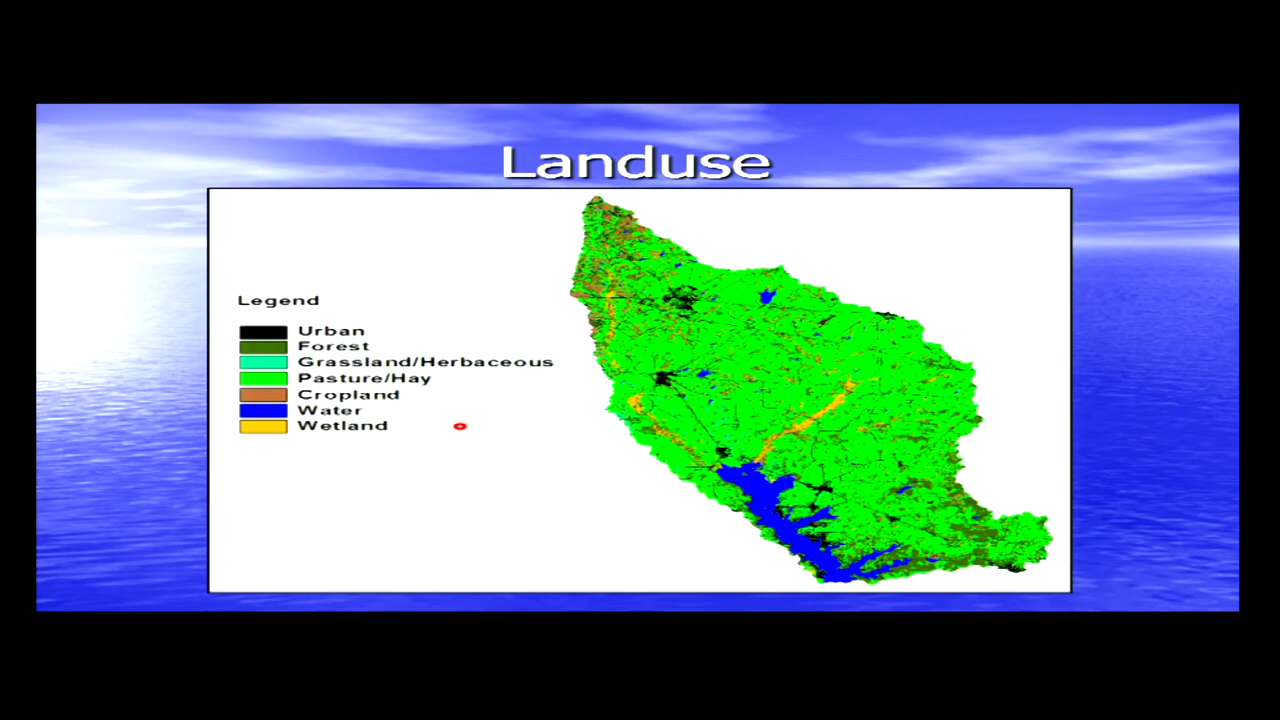 Landuse
Legend
Urban
Forest
Grassland/Herbaceous
Pasture/Hay
Cropland
Water
Wetland